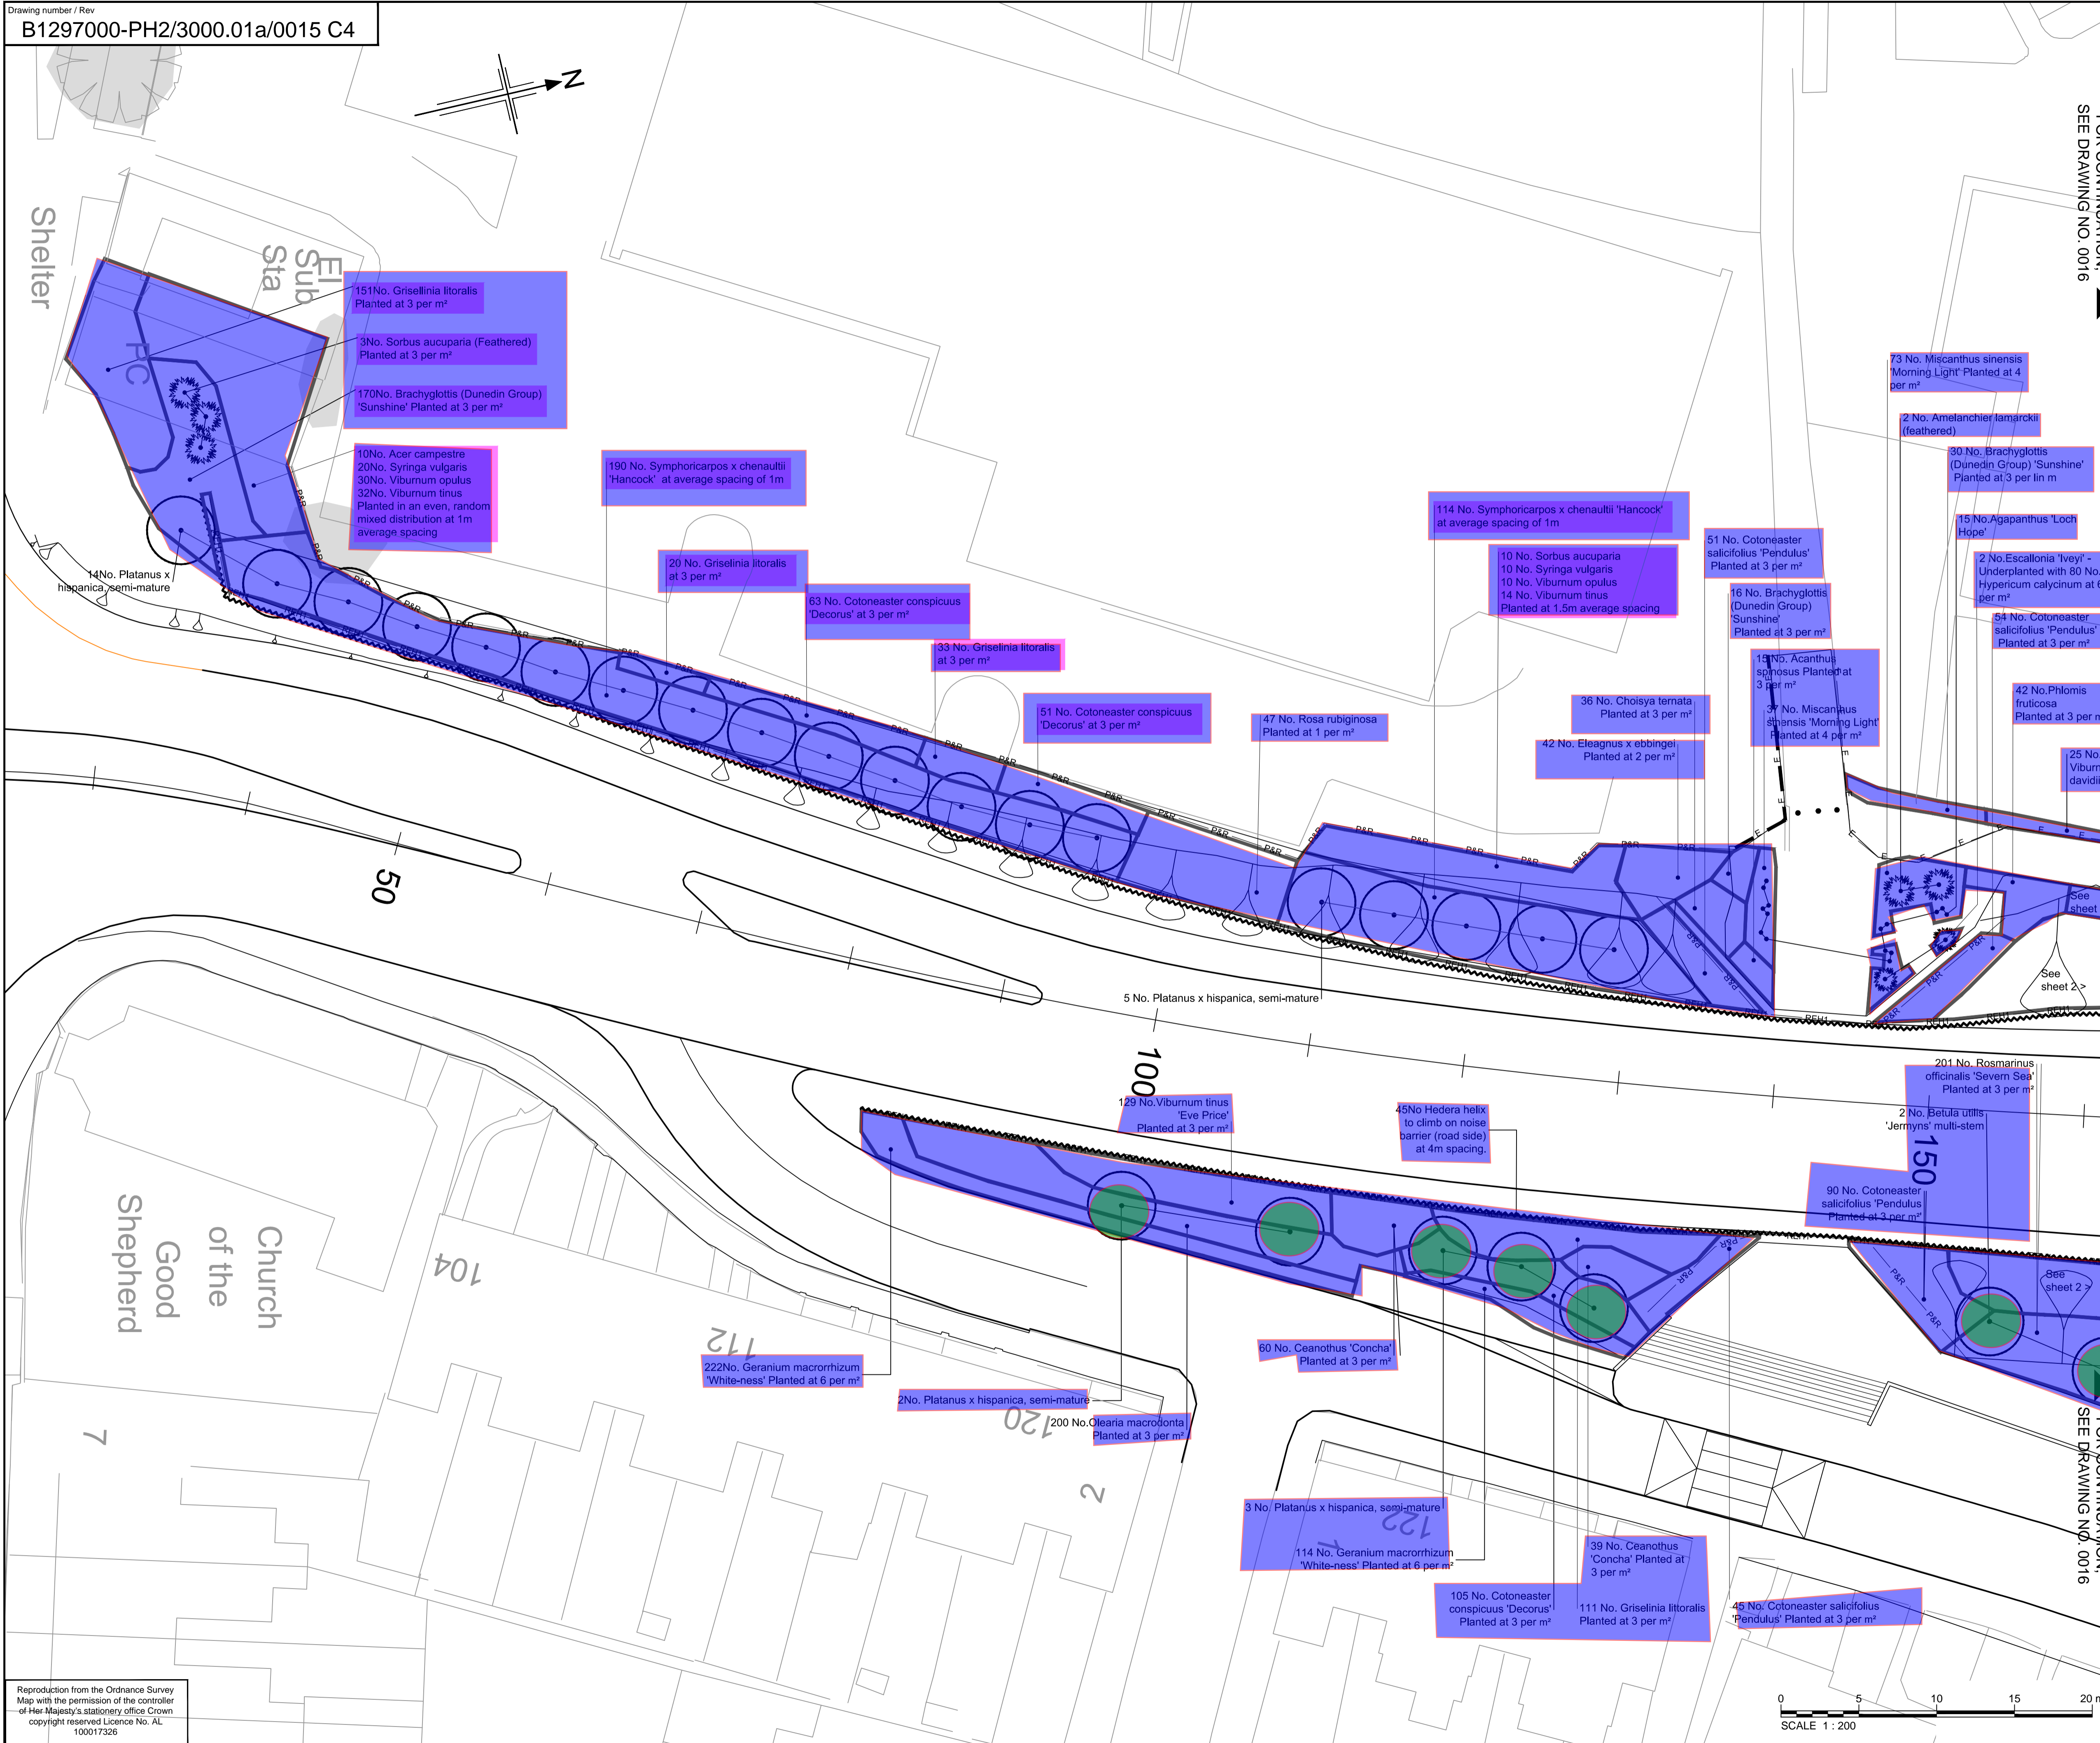 Drawing number / Rev
B1297000-PH2/3000.01a/0015 C4
N
SEE DRAWING NO. 0016
Shelter
PC
El
Sub
Sta
151No. Grisellinia litoralis
Planted at 3 per m²
3No. Sorbus aucuparia (Feathered)
Planted at 3 per m²
170No. Brachyglottis (Dunedin Group)
'Sunshine' Planted at 3 per m²
10No. Acer campestre
20No. Syringa vulgaris
30No. Viburnum opulus
32No. Viburnum tinus
Planted in an even, random
mixed distribution at 1m
average spacing
14No. Platanus x
hispanica, semi-mature
190 No. Symphoricarpos x chenaultii
'Hancock' at average spacing of 1m
20 No. Griselinia litoralis
at 3 per m²
63 No. Cotoneaster conspicuus
'Decorus' at 3 per m²
33 No. Griselinia litoralis
at 3 per m²
51 No. Cotoneaster conspicuus
'Decorus' at 3 per m²
47 No. Rosa rubiginosa
Planted at 1 per m²
114 No. Symphoricarpos x chenaultii 'Hancock'
at average spacing of 1m
10 No. Sorbus aucuparia
10 No. Syringa vulgaris
10 No. Viburnum opulus
14 No. Viburnum tinus
Planted at 1.5m average spacing
36 No. Choisya ternata
Planted at 3 per m²
42 No. Eleagnus x ebbingei
Planted at 2 per m²
51 No. Cotoneaster
salicifolius 'Pendulus'
Planted at 3 per m²
16 No. Brachyglottis
(Dunedin Group)
'Sunshine'
Planted at 3 per m²
15 No. Acanthus
spinosus Planted at
3 per m²
37 No. Miscanthus
sinensis 'Morning Light'
Planted at 4 per m²
73 No. Miscanthus sinensis
'Morning Light' Planted at 4
per m²
2 No. Amelanchier lamarckii
(feathered)
30 No. Brachyglottis
(Dunedin Group) 'Sunshine'
Planted at 3 per lin m
15 No.Agapanthus 'Loch
Hope'
2 No.Escallonia 'Iveyi' -
Underplanted with 80 No.
Hypericum calycinum at 6
per m²
54 No. Cotoneaster
salicifolius 'Pendulus'
Planted at 3 per m²
42 No.Phlomis
fruticosa
Planted at 3 per m
25 No.
Viburn
davidii
See
sheet
See
sheet 2 >
P&R
REH1
E
50
5 No. Platanus x hispanica, semi-mature
100
129 No.Viburnum tinus
'Eve Price'
Planted at 3 per m²
45No Hedera helix
to climb on noise
barrier (road side)
at 4m spacing.
201 No. Rosmarinus
officinalis 'Severn Sea'
Planted at 3 per m²
2 No. Betula utilis
'Jermyns' multi-stem
150
90 No. Cotoneaster
salicifolius 'Pendulus
Planted at 3 per m²
See
sheet 2 >
Church
of the
Good
Shepherd
104
112
120
2
7
122
1
222No. Geranium macrorrhizum
'White-ness' Planted at 6 per m²
2No. Platanus x hispanica, semi-mature
200 No.Olearia macrodonta
Planted at 3 per m²
60 No. Ceanothus 'Concha'
Planted at 3 per m²
3 No. Platanus x hispanica, semi-mature
114 No. Geranium macrorrhizum
'White-ness' Planted at 6 per m²
39 No. Ceanothus
'Concha' Planted at
3 per m²
105 No. Cotoneaster
conspicuus 'Decorus'
Planted at 3 per m²
111 No. Griselinia littoralis
Planted at 3 per m²
45 No. Cotoneaster salicifolius
'Pendulus' Planted at 3 per m²
SEE DRAWING NO. 0016
Reproduction from the Ordnance Survey
Map with the permission of the controller
of Her Majesty's stationery office Crown
copyright reserved Licence No. AL
100017326
0 5 10 15 20 m
SCALE 1 : 200